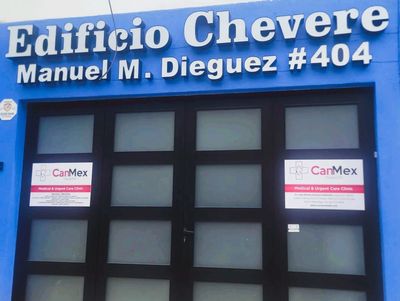 Edificio Chevere
Manuel M. Dieguez #404
CanMex
Medical & Urgent Care Clinic
CanMex
Medical & Urgent Care Clinic